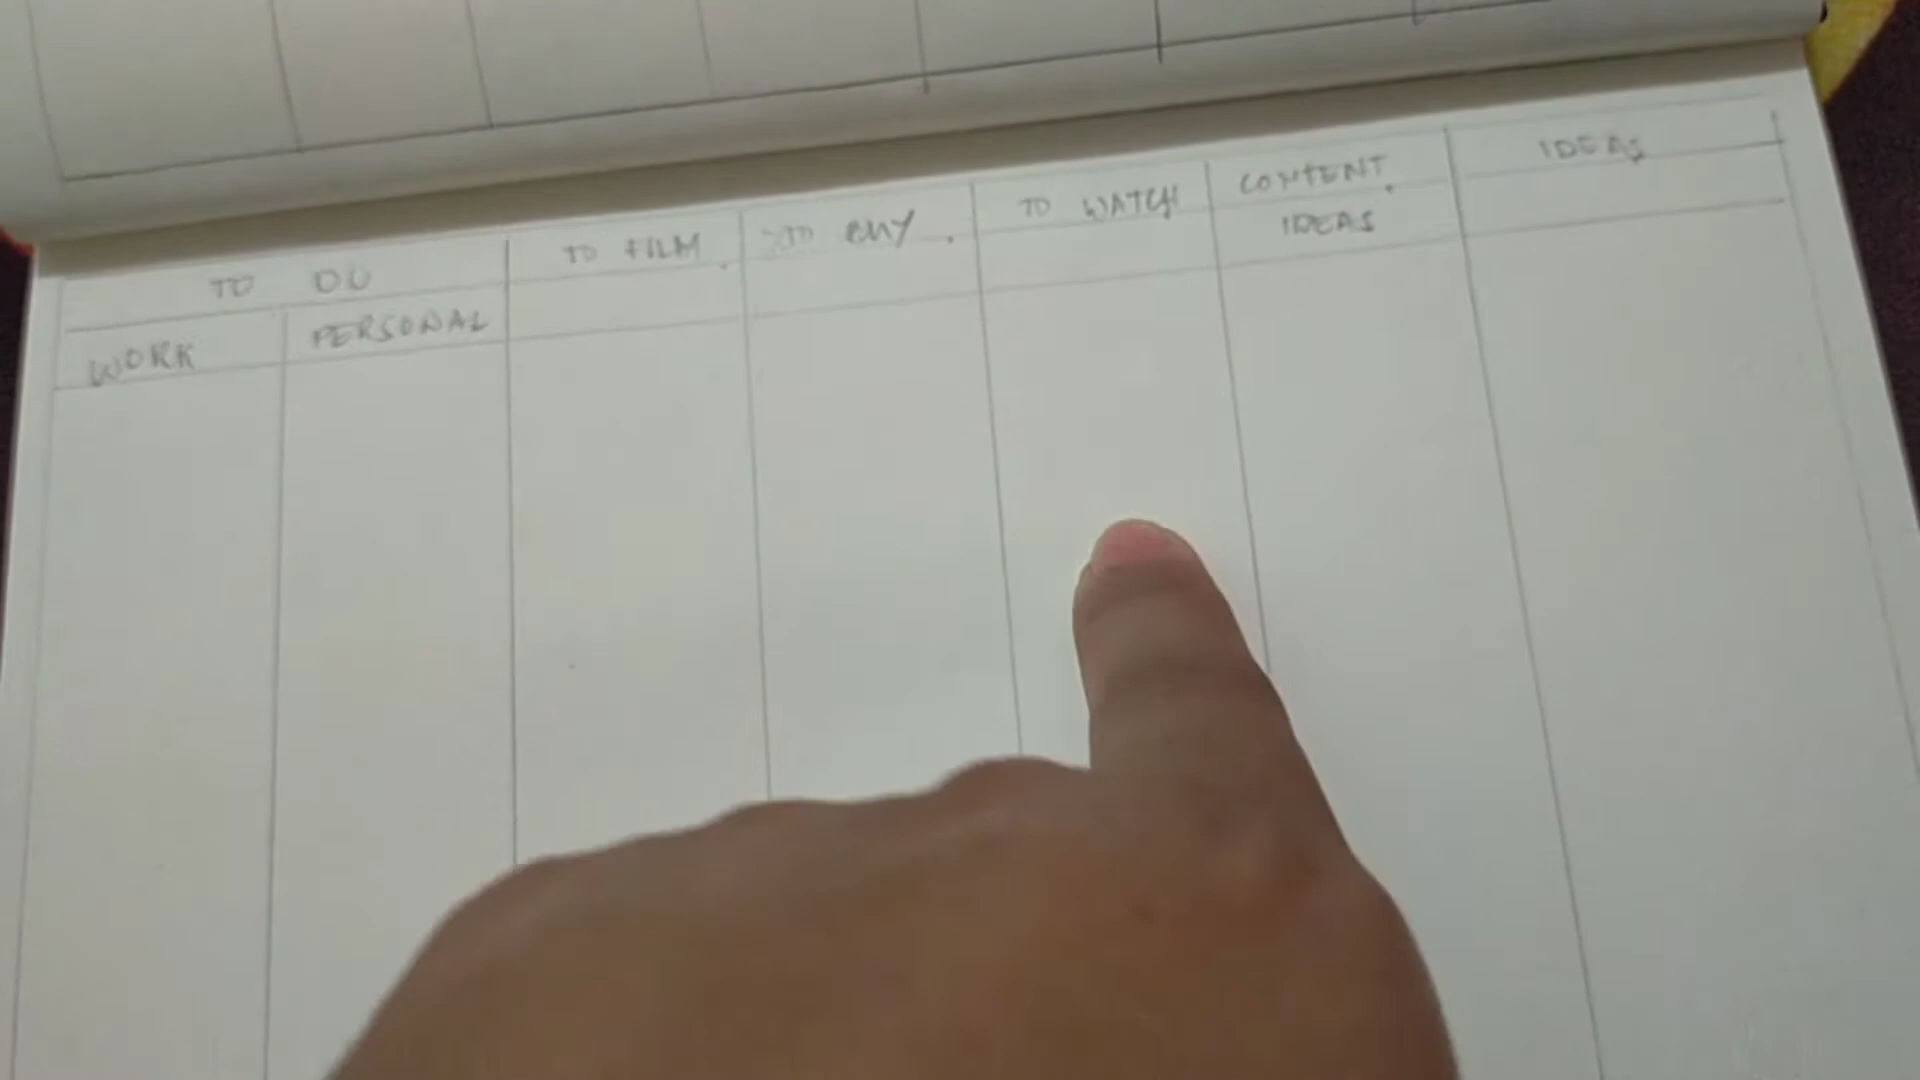 TO DO
WORK
PERSONAL
TO FILM
TO BUY
TO WATCH
CONTENT
IDEAS
IDEAS